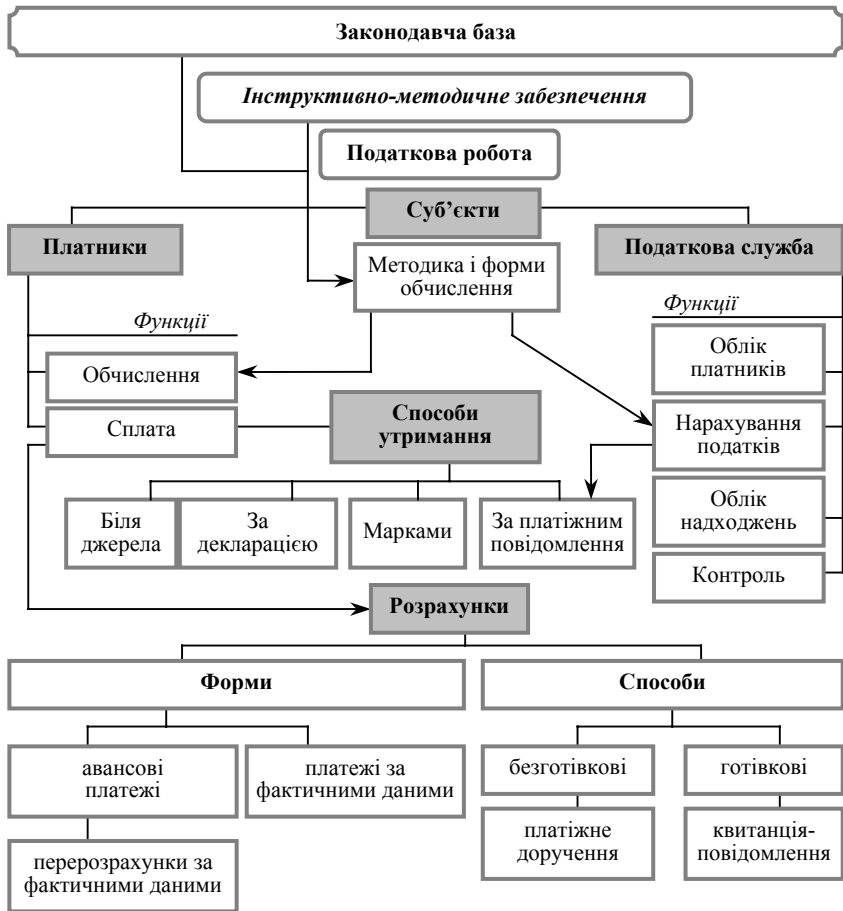 Законодавча база
Інструктивно-методичне забезпечення
Податкова робота
Суб’єкти
Платники
Податкова служба
Методика і форми
обчислення
Функції
Функції
Обчислення
Облік
платників
Сплата
Способи
утримання
Нарахування
податків
Біля
джерела
За
декларацією
Марками
За платіжним
повідомлення
Облік
надходжень
Контроль
Розрахунки
Форми
Способи
авансові
платежі
платежі за
фактичними даними
безготівкові
готівкові
платіжне
доручення
квитанція-
повідомлення
перерозрахунки за
фактичними даними